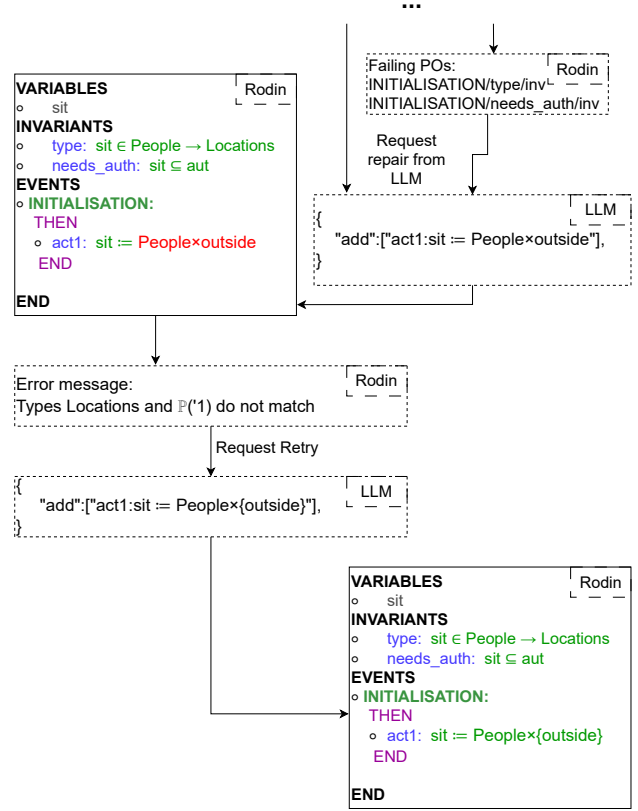 ...
Failing POs:
Rodin
INITIALISATION/type/inv
INITIALISATION/needs_auth/inv
Request
repair from
LLM
VARIABLES
Rodin
sit
INVARIANTS
type: sit ∈ People → Locations
needs_auth: sit ⊆ aut
EVENTS
INITIALISATION:
THEN
act1: sit ≔ People×outside
END
END
LLM
{
"add":["act1:sit ≔ People×outside"],
}
Error message:
Rodin
Types Locations and ℙ('1) do not match
Request Retry
LLM
{
"add":["act1:sit ≔ People×{outside}"],
}
VARIABLES
Rodin
sit
INVARIANTS
type: sit ∈ People → Locations
needs_auth: sit ⊆ aut
EVENTS
INITIALISATION:
THEN
act1: sit ≔ People×{outside}
END
END